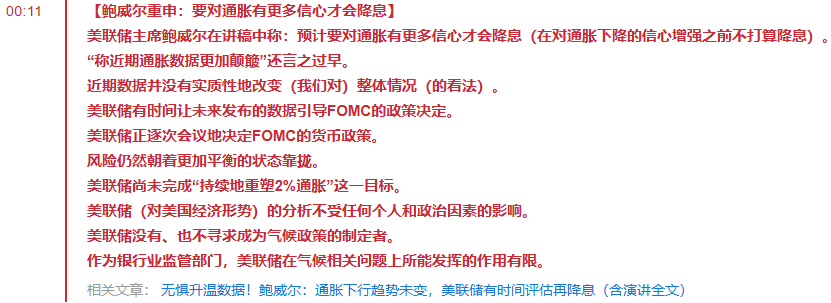 00:11
【鲍威尔重申：要对通胀有更多信心才会降息】
美联储主席鲍威尔在讲稿中称：预计要对通胀有更多信心才会降息（在对通胀下降的信心增强之前不打算降息）。
“称近期通胀数据更加颠簸”还言之过早。
近期数据并没有实质性地改变（我们对）整体情况（的看法）。
美联储有时间让未来发布的数据引导FOMC的政策决定。
美联储正逐次会议地决定FOMC的货币政策。
风险仍然朝着更加平衡的状态靠拢。
美联储尚未完成“持续地重塑2%通胀”这一目标。
美联储（对美国经济形势）的分析不受任何个人和政治因素的影响。
美联储没有、也不寻求成为气候政策的制定者。
作为银行业监管部门，美联储在气候相关问题上所能发挥的作用有限。
相关文章： 无惧升温数据！鲍威尔：通胀下行趋势未变，美联储有时间评估再降息（含演讲全文）